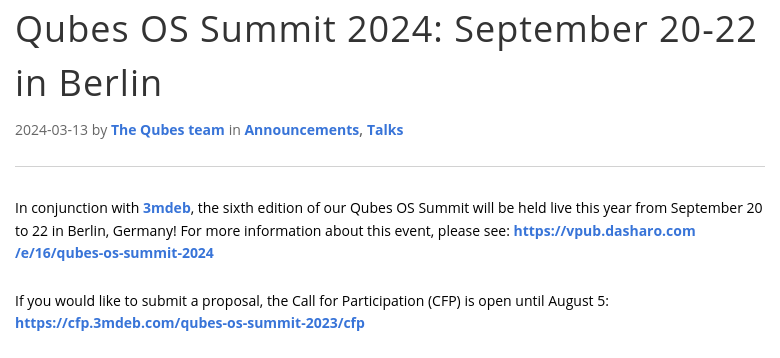 Qubes OS Summit 2024: September 20-22
in Berlin
2024-03-13 by The Qubes team in Announcements, Talks
In conjunction with 3mdeb, the sixth edition of our Qubes OS Summit will be held live this year from September 20
to 22 in Berlin, Germany! For more information about this event, please see: https://vpub.dasharo.com
/e/16/qubes-os-summit-2024
If you would like to submit a proposal, the Call for Participation (CFP) is open until August 5:
https://cfp.3mdeb.com/qubes-os-summit-2023/cfp